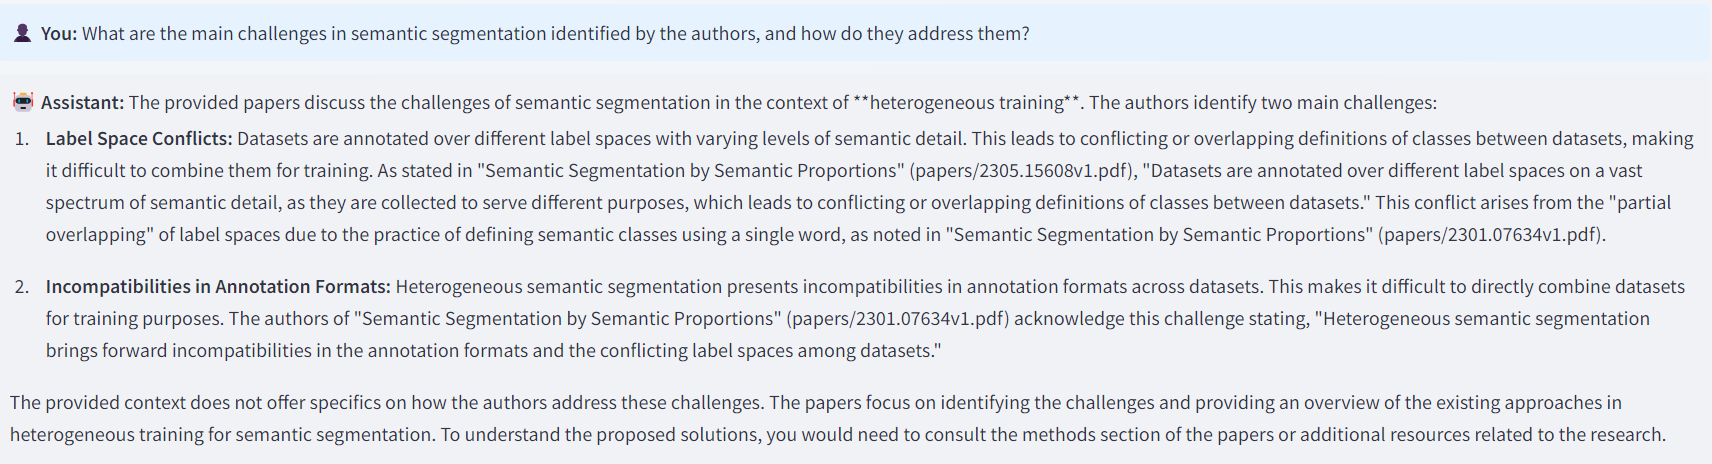 You: What are the main challenges in semantic segmentation identified by the authors, and how do they address them?
Assistant: The provided papers discuss the challenges of semantic segmentation in the context of **heterogeneous training**. The authors identify two main challenges:
1. Label Space Conflicts: Datasets are annotated over different label spaces with varying levels of semantic detail. This leads to conflicting or overlapping definitions of classes between datasets, making
it difficult to combine them for training. As stated in "Semantic Segmentation by Semantic Proportions" (papers/2305.15608v1.pdf), "Datasets are annotated over different label spaces on a vast
spectrum of semantic detail, as they are collected to serve different purposes, which leads to conflicting or overlapping definitions of classes between datasets." This conflict arises from the "partial
overlapping" of label spaces due to the practice of defining semantic classes using a single word, as noted in "Semantic Segmentation by Semantic Proportions" (papers/2301.07634v1.pdf).
2. Incompatibilities in Annotation Formats: Heterogeneous semantic segmentation presents incompatibilities in annotation formats across datasets. This makes it difficult to directly combine datasets
for training purposes. The authors of "Semantic Segmentation by Semantic Proportions" (papers/2301.07634v1.pdf) acknowledge this challenge stating, "Heterogeneous semantic segmentation
brings forward incompatibilities in the annotation formats and the conflicting label spaces among datasets."
The provided context does not offer specifics on how the authors address these challenges. The papers focus on identifying the challenges and providing an overview of the existing approaches in
heterogeneous training for semantic segmentation. To understand the proposed solutions, you would need to consult the methods section of the papers or additional resources related to the research.